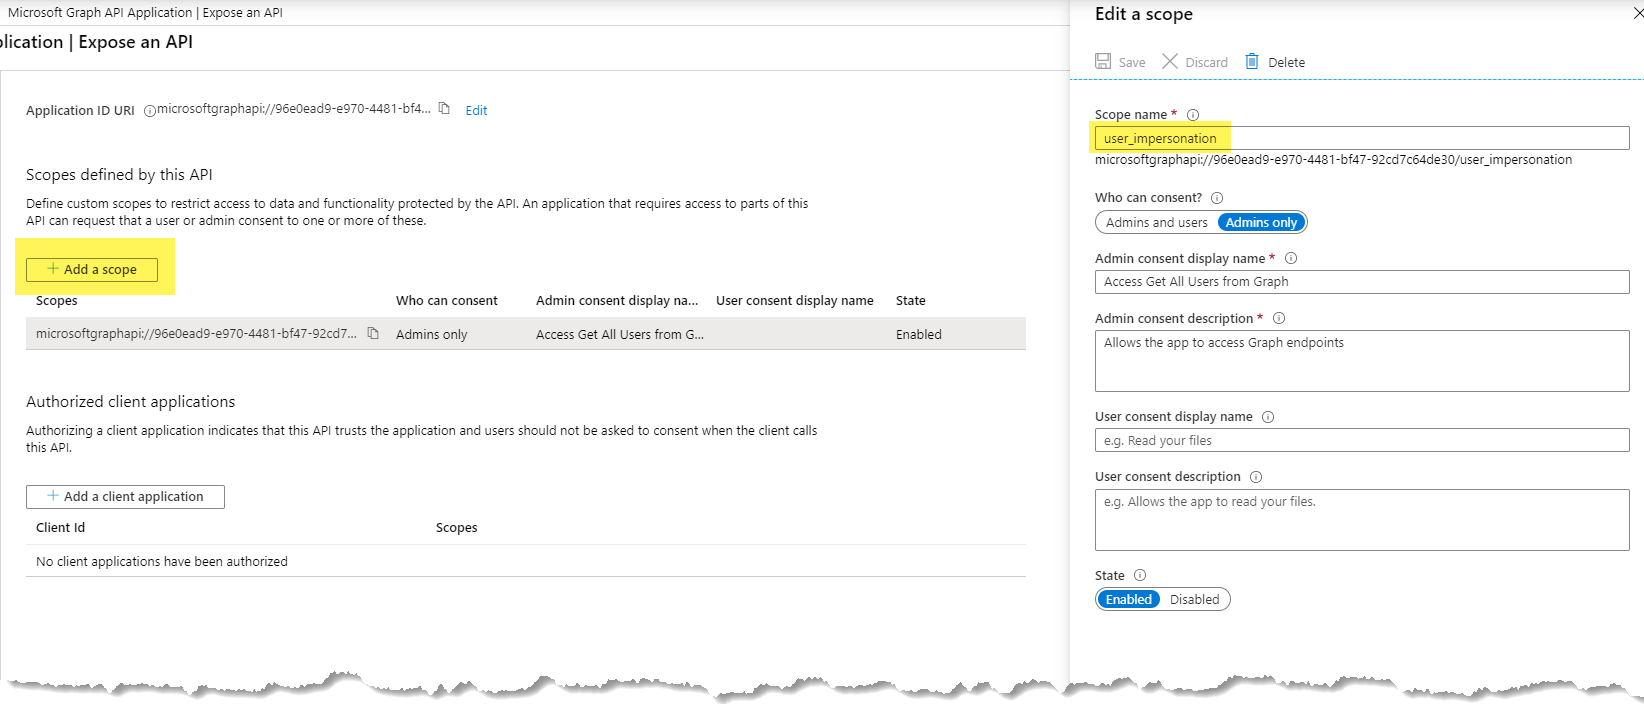 Microsoft Graph API Application | Expose an API
plication | Expose an API
Application ID URI microsoftgraphapi://96e0ead9-e970-4481-bf4... Edit
Scopes defined by this API
Define custom scopes to restrict access to data and functionality protected by the API. An application that requires access to parts of this
API can request that a user or admin consent to one or more of these.
+ Add a scope
Scopes Who can consent Admin consent display na... User consent display name State
microsoftgraphapi://96e0ead9-e970-4481-bf47-92cd7... Admins only Access Get All Users from G... Enabled
Authorized client applications
Authorizing a client application indicates that this API trusts the application and users should not be asked to consent when the client calls
this API.
+ Add a client application
Client Id Scopes
No client applications have been authorized
Edit a scope
Save Discard Delete
Scope name *
user_impersonation
microsoftgraphapi://96e0ead9-e970-4481-bf47-92cd7c64de30/user_impersonation
Who can consent?
Admins and users Admins only
Admin consent display name *
Access Get All Users from Graph
Admin consent description *
Allows the app to access Graph endpoints
User consent display name
e.g. Read your files
User consent description
e.g. Allows the app to read your files.
State
Enabled Disabled